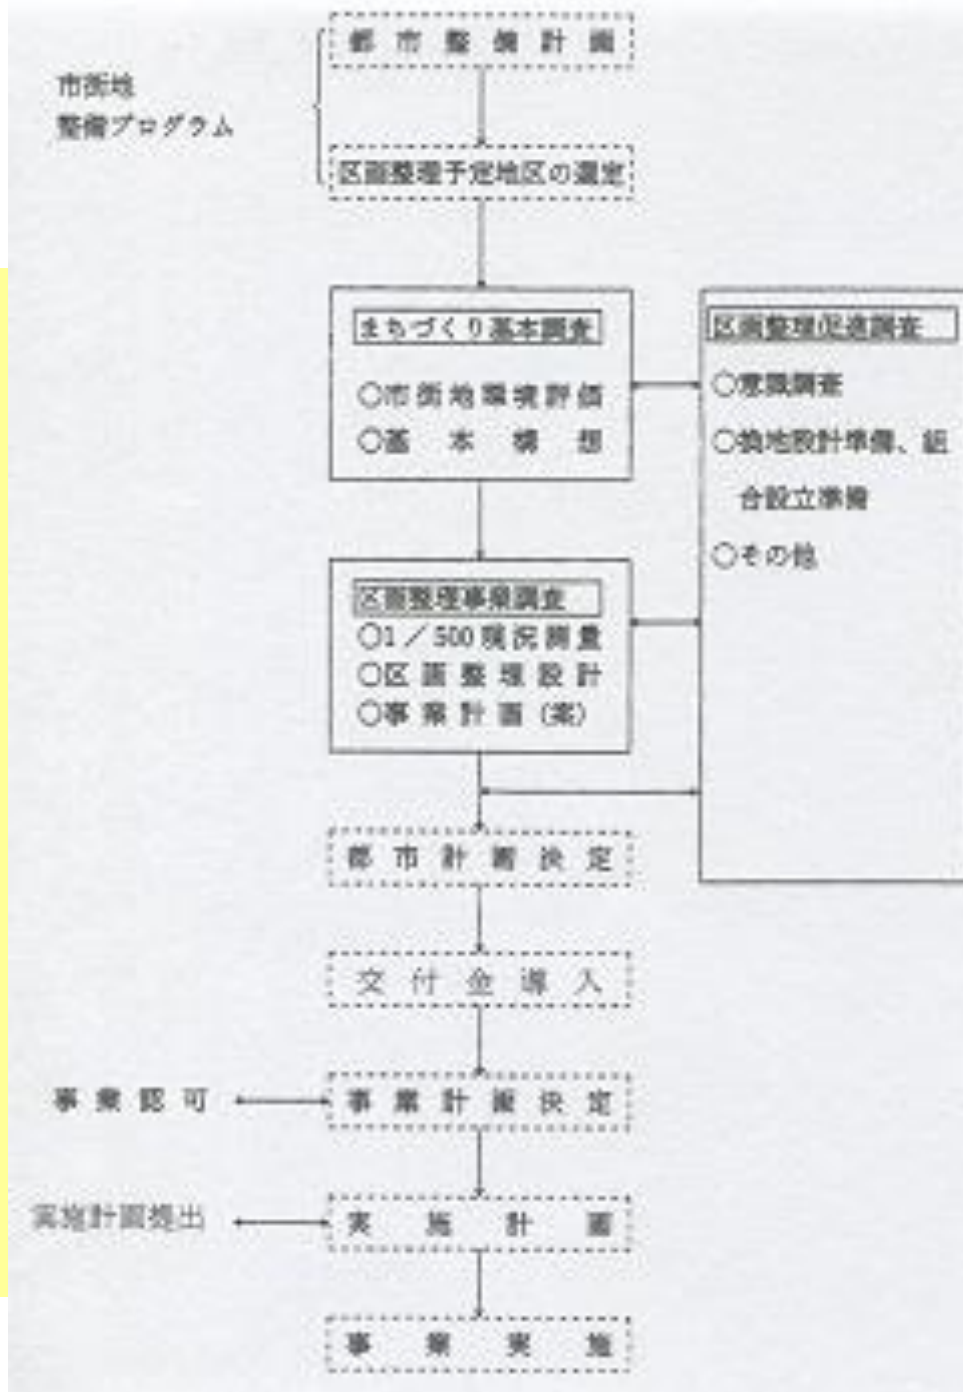 都市整備計画
市街地
整備プログラム
区画整理予定地区の選定
まちづくり基本調査
○市街地環境評価
○基本構想
区画整理促進調査
○意識調査
○換地設計準備、組
合設立準備
○その他
区画整理事業調査
○1／500現況測量
○区画整理設計
○事業計画(案)
都市計画決定
交付金導入
事業認可
事業計画決定
実施計画提出
実施計画
事業実施